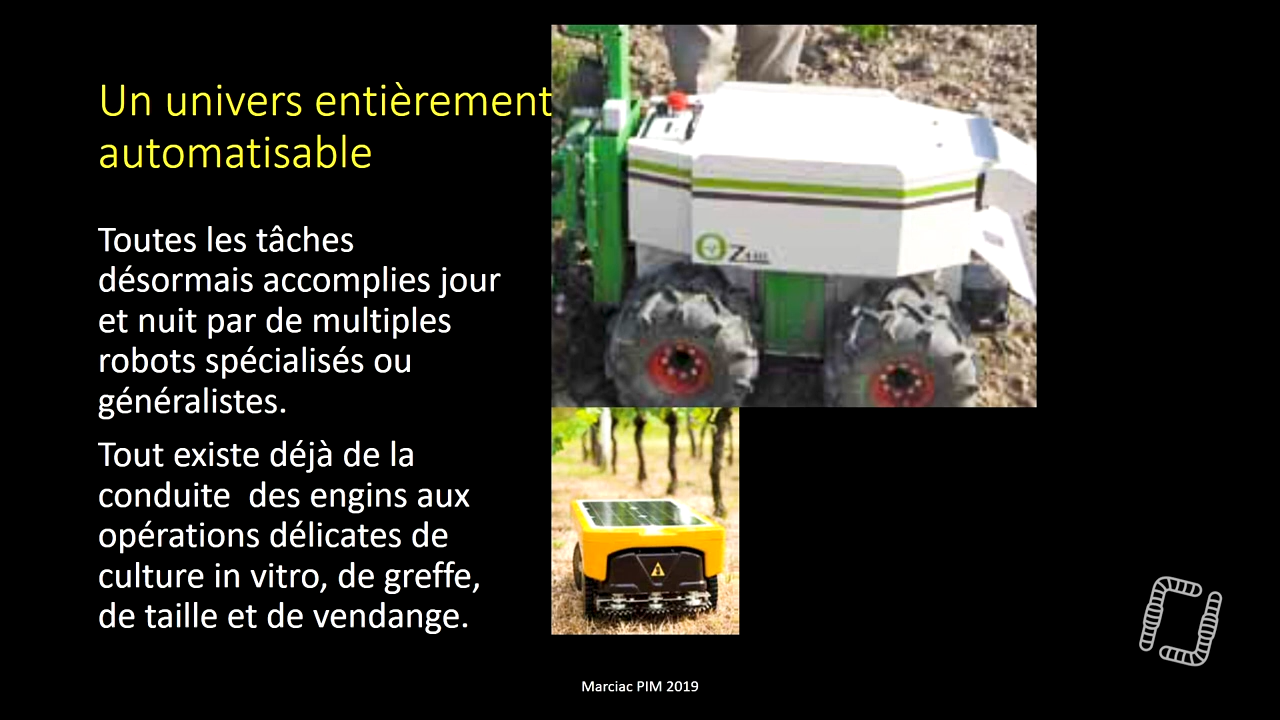 Un univers entièrement
automatisable
Toutes les tâches
désormais accomplies jour
et nuit par de multiples
robots spécialisés ou
généralistes.
Tout existe déjà de la
conduite  des engins aux
opérations délicates de
culture in vitro, de greffe,
de taille et de vendange.
OZ
Marciac PIM 2019